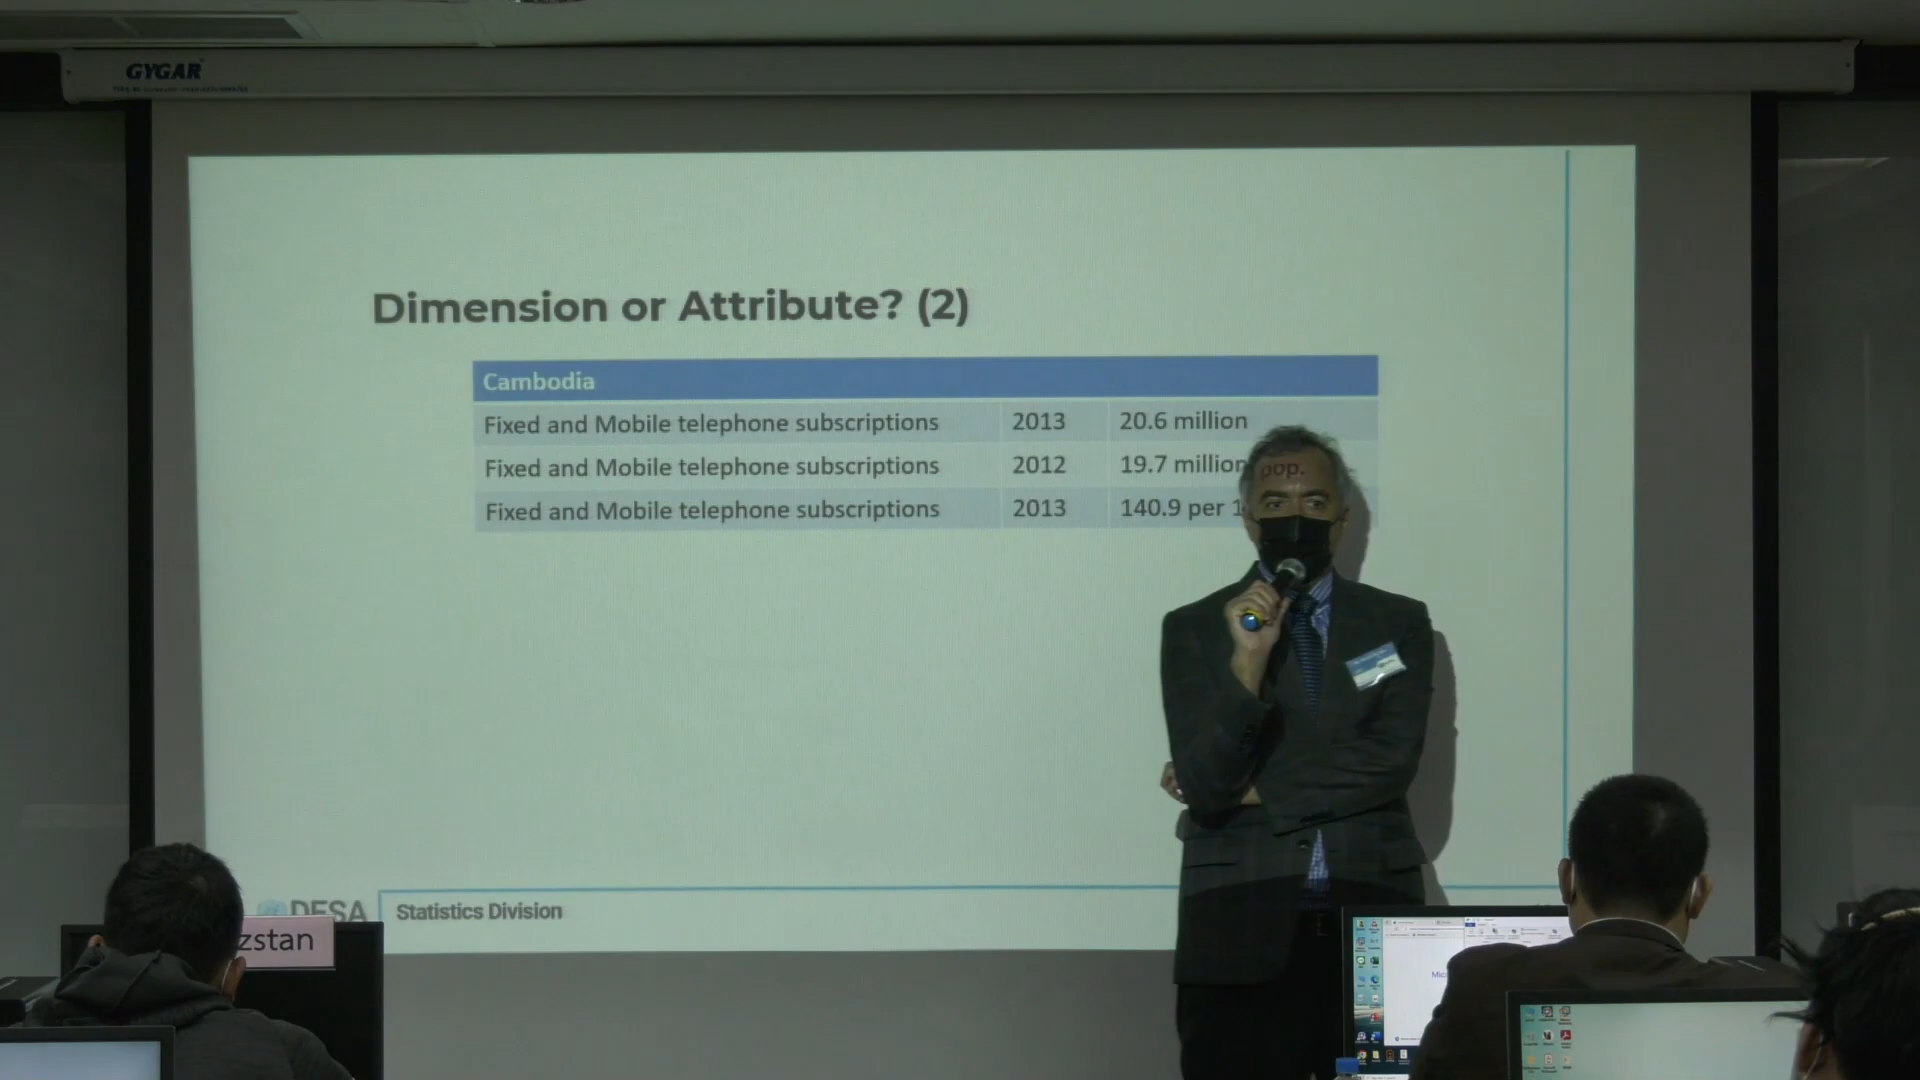 GYGAR
Dimension or Attribute? (2)
Cambodia
Fixed and Mobile telephone subscriptions 2013 20.6 million
Fixed and Mobile telephone subscriptions 2012 19.7 million
Fixed and Mobile telephone subscriptions 2013 140.9 per 1 pop.
DESA Statistics Division
zstan